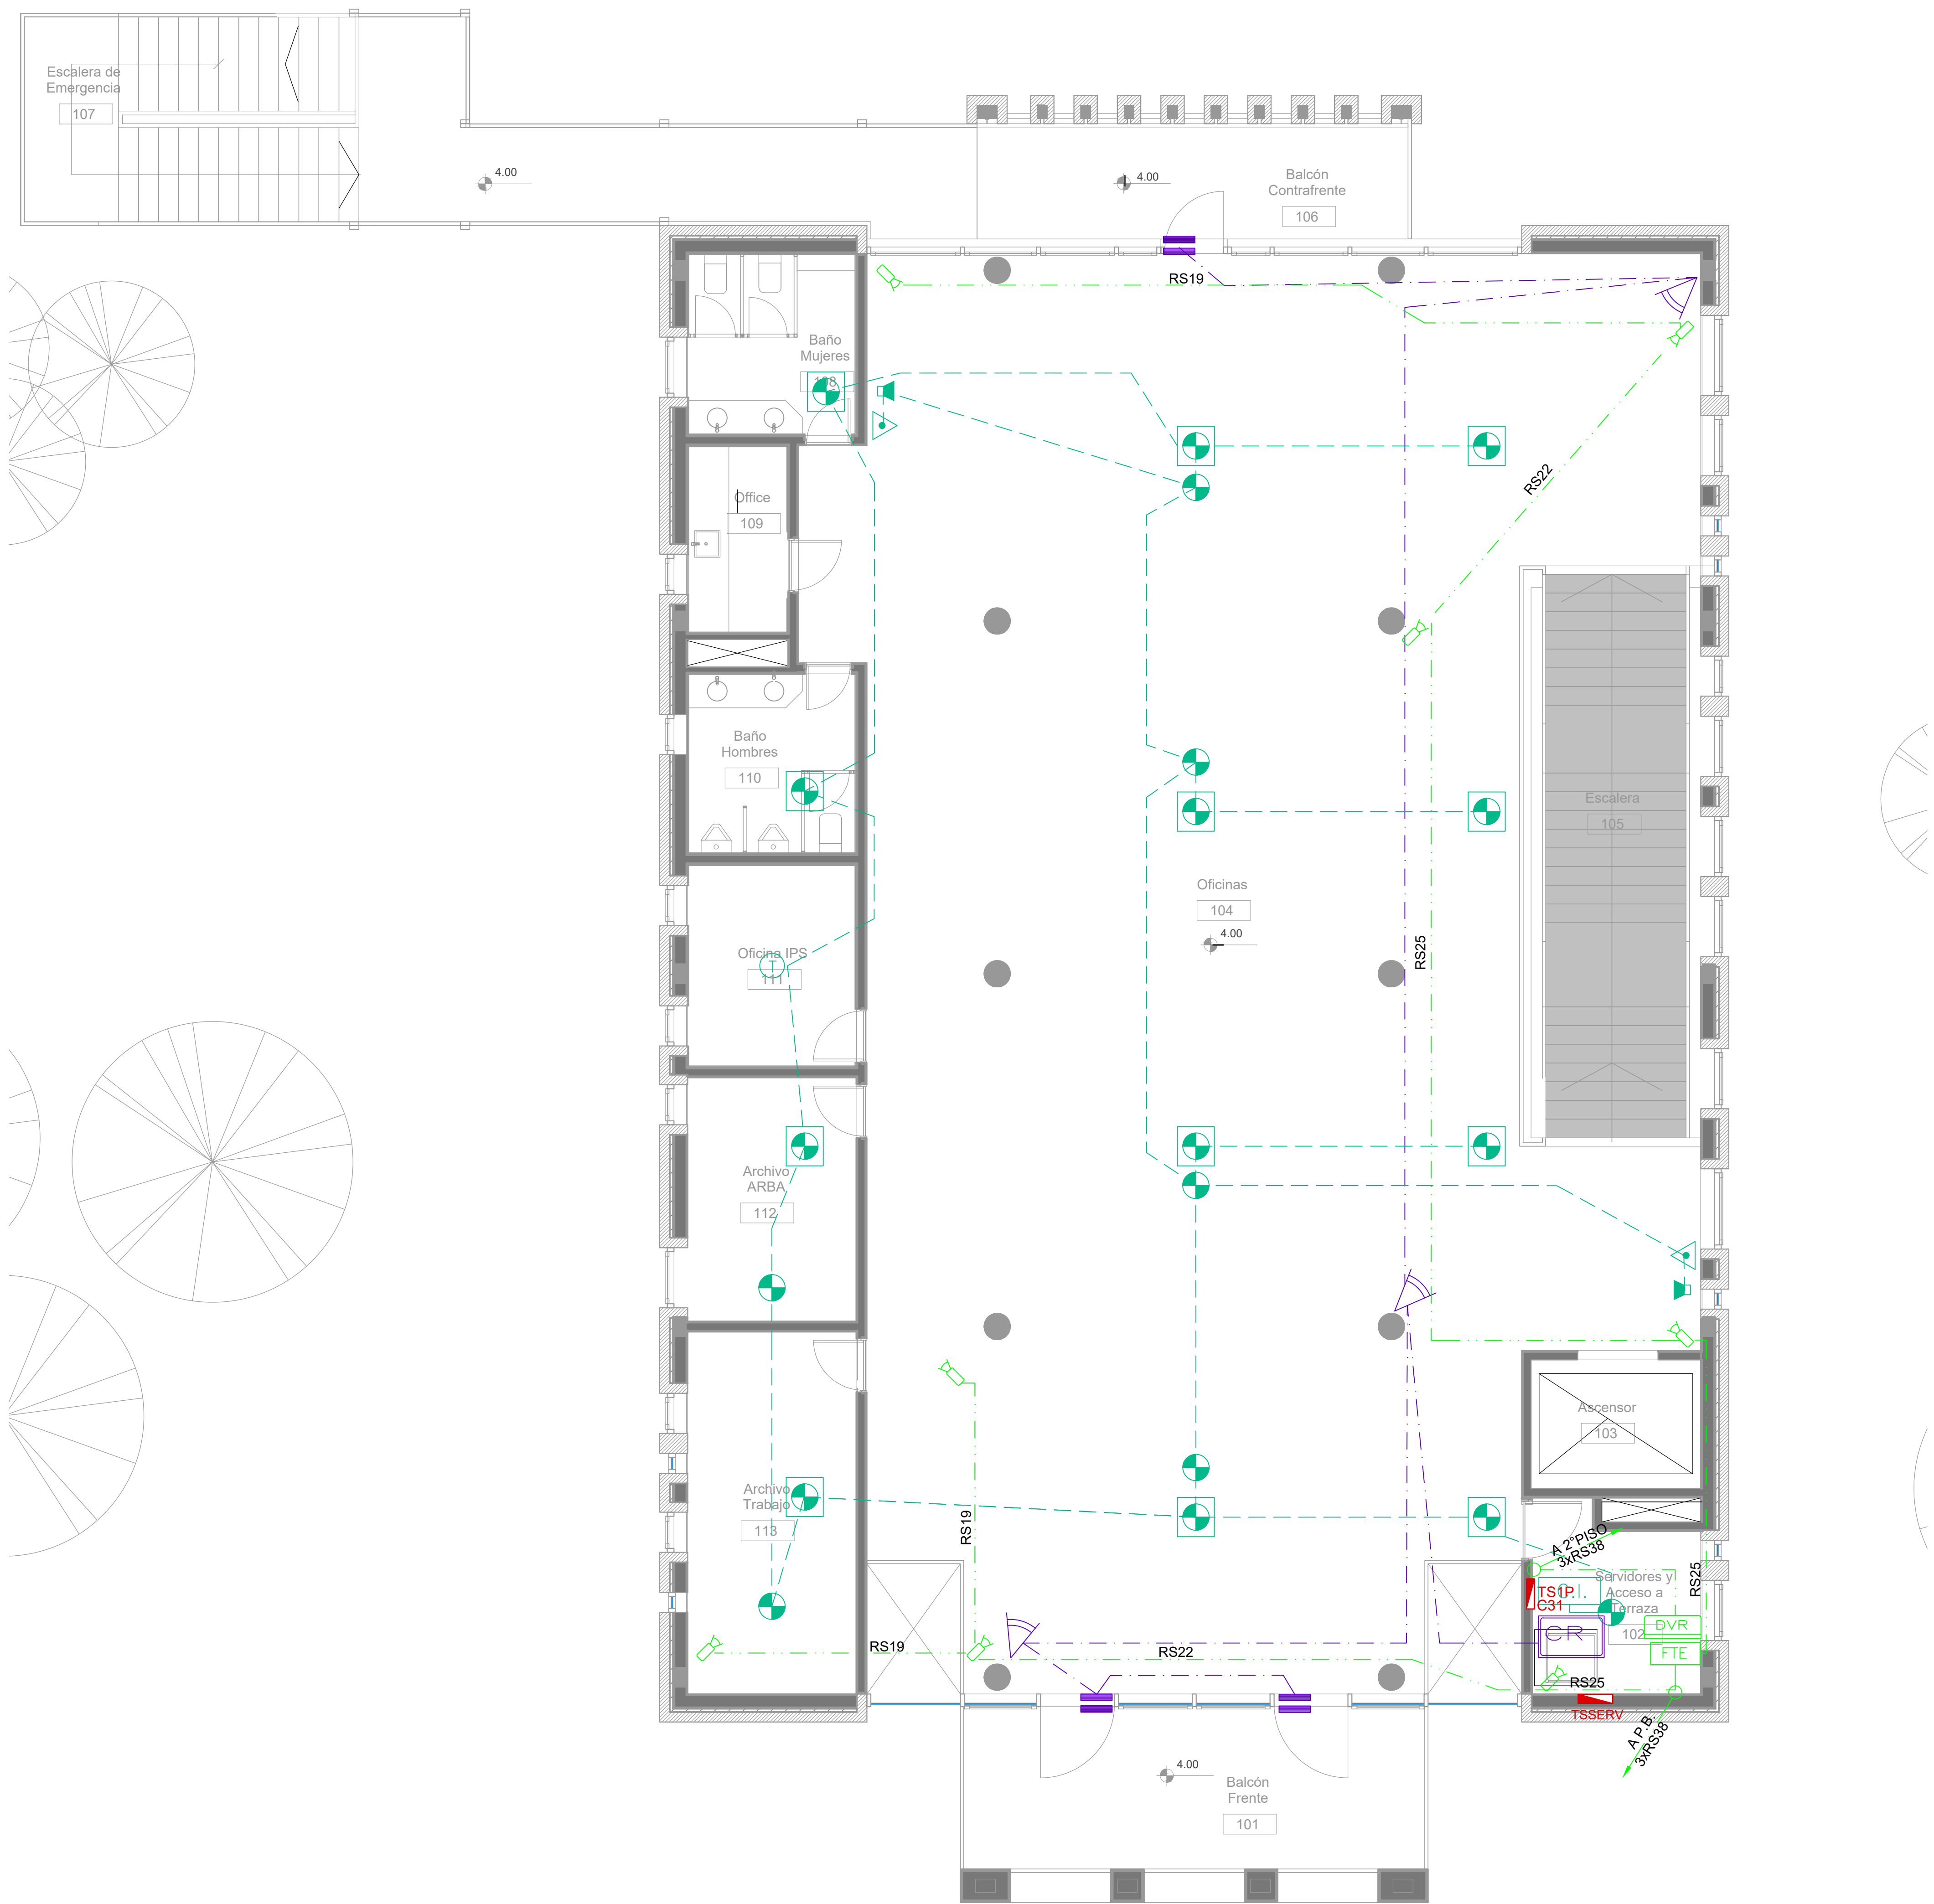 Escalera de
Emergencia
107
4.00
4.00
Balcón
Contrafrente
106
RS19
Baño
Mujeres
108
RS22
Office
109
Baño
Hombres
110
Escalera
105
Oficinas
104
4.00
RS25
Oficina IPS
T
111
Archivo
ARBA
112
Ascensor
103
Archivo
Trabajo
113
RS19
A 2°PISO
3xRS38
RS25
Servidores y
Acceso a
Terraza
102
TS1P
C31
C.I.
CR
DVR
FTE
RS19
RS22
RS25
TSSERV
A P.B.
3xRS38
4.00
Balcón
Frente
101